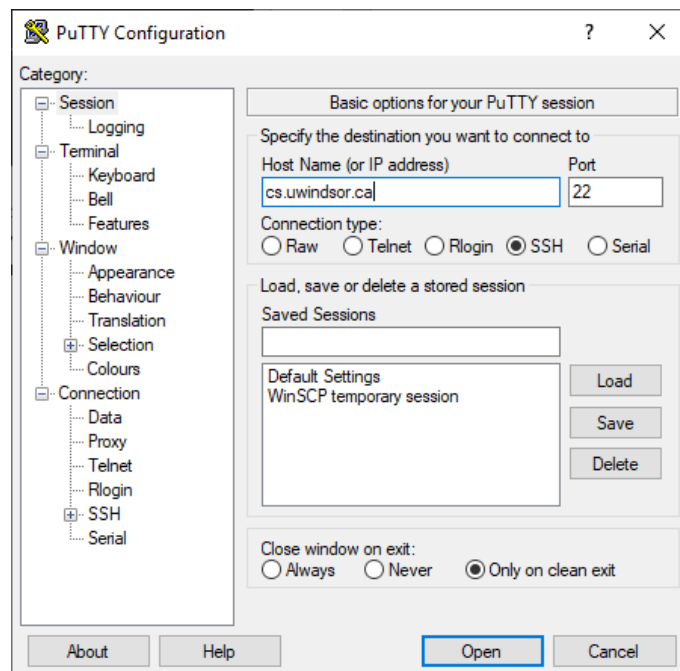 PuTTY Configuration
?
Category:
Session
Logging
Terminal
Keyboard
Bell
Features
Window
Appearance
Behaviour
Translation
Selection
Colours
Connection
Data
Proxy
Telnet
Rlogin
SSH
Serial
Basic options for your PuTTY session
Specify the destination you want to connect to
Host Name (or IP address) Port
cs.uwindsor.ca 22
Connection type:
Raw Telnet Rlogin SSH Serial
Load, save or delete a stored session
Saved Sessions
Default Settings
WinSCP temporary session
Load
Save
Delete
Close window on exit:
Always Never Only on clean exit
About Help Open Cancel